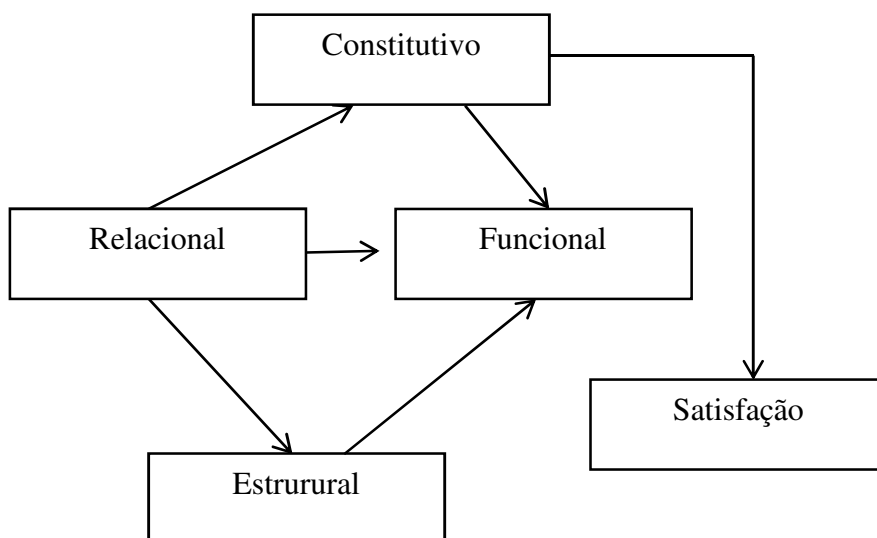 Constitutivo
Relacional
Funcional
Satisfação
Estrurural